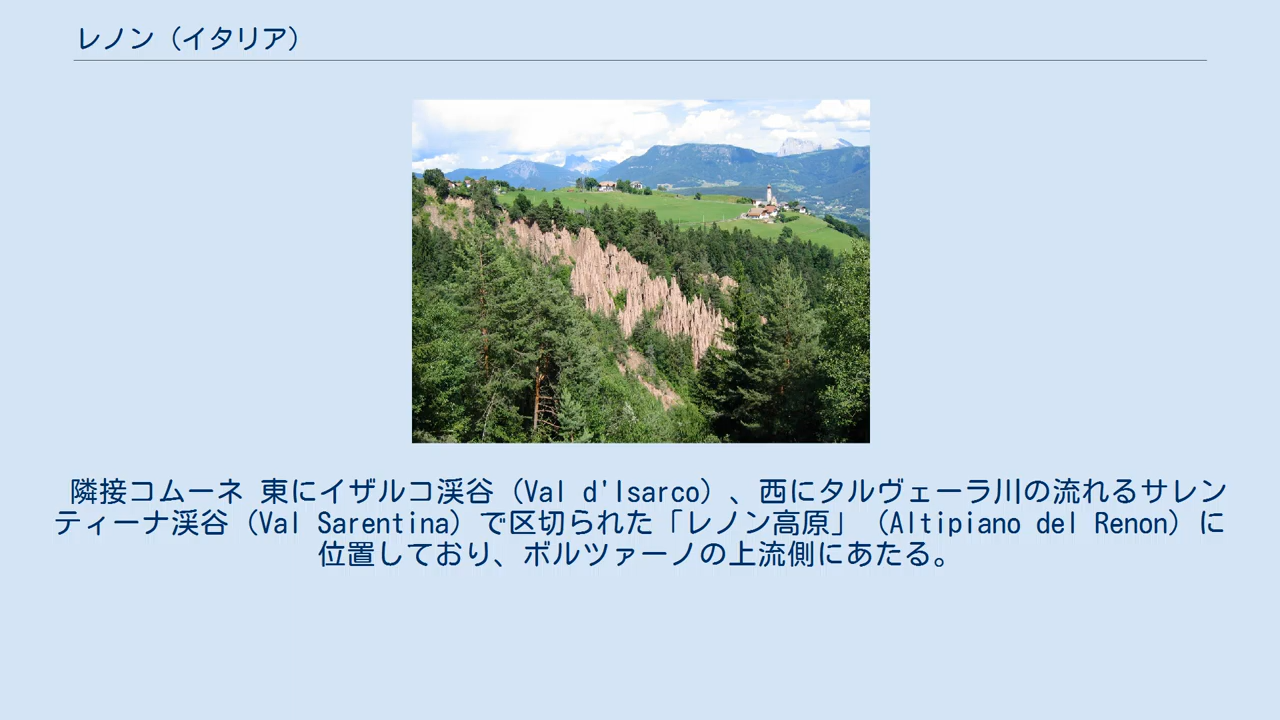 レノン（イタリア）
隣接コムーネ 東にイザルコ渓谷（Val d'Isarco）、西にタルヴェーラ川の流れるサレン
ティーナ渓谷（Val Sarentina）で区切られた「レノン高原」（Altipiano del Renon）に
位置しており、ボルツァーノの上流側にあたる。